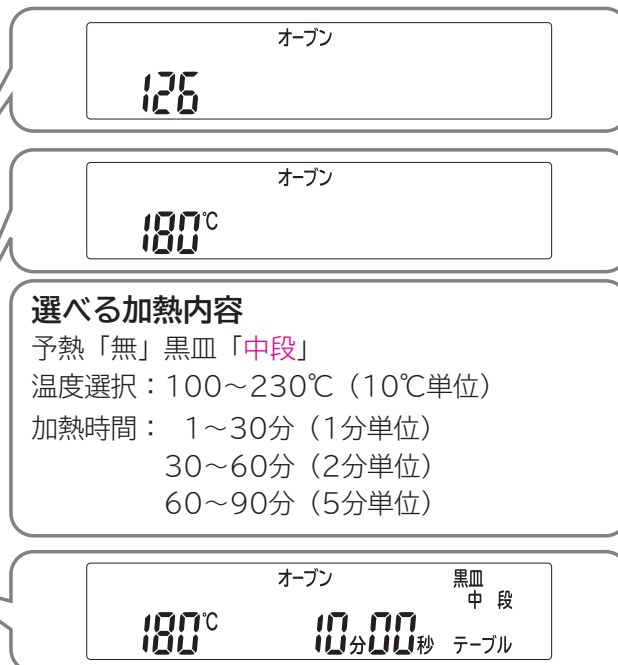 オーブン
126
オーブン
180℃
選べる加熱内容
予熱「無」黒皿「中段」
温度選択：100〜230℃（10℃単位）
加熱時間： 1〜30分（1分単位）
30〜60分（2分単位）
60〜90分（5分単位）
オーブン 黒皿
中 段
180℃ 10分00秒 テーブル